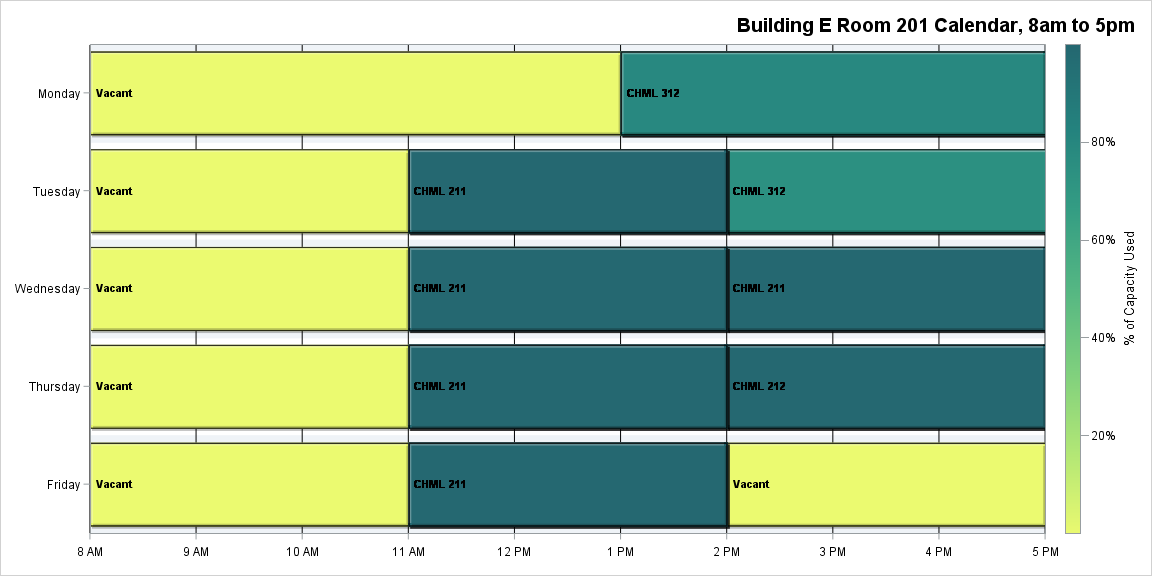 Building E Room 201 Calendar, 8am to 5pm
Monday
Vacant
CHML 312
Tuesday
Vacant
CHML 211
CHML 312
Wednesday
Vacant
CHML 211
CHML 211
Thursday
Vacant
CHML 211
CHML 212
Friday
Vacant
CHML 211
Vacant
8 AM
9 AM
10 AM
11 AM
12 PM
1 PM
2 PM
3 PM
4 PM
5 PM
80%
60%
40%
20%
% of Capacity Used